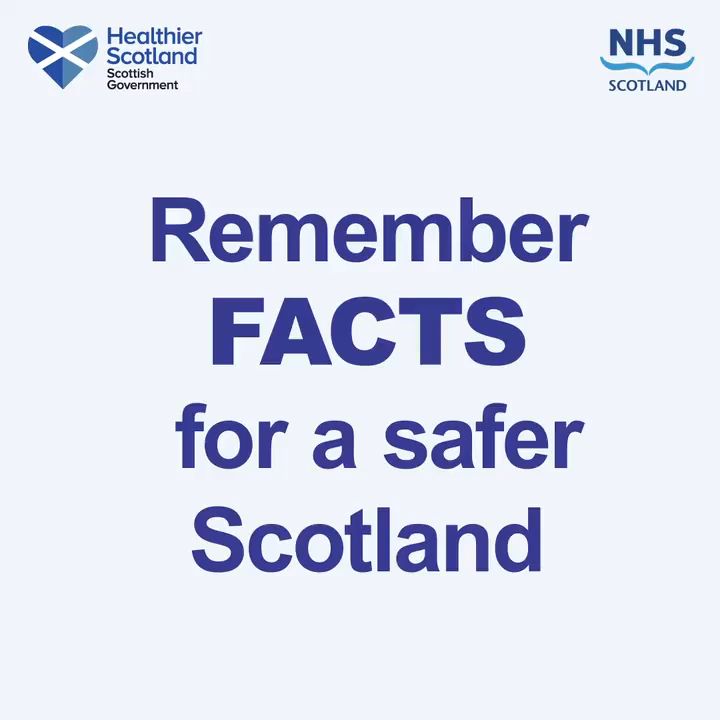 Healthier
Scotland
Scottish
Government
NHS
SCOTLAND
Remember
FACTS
for a safer
Scotland